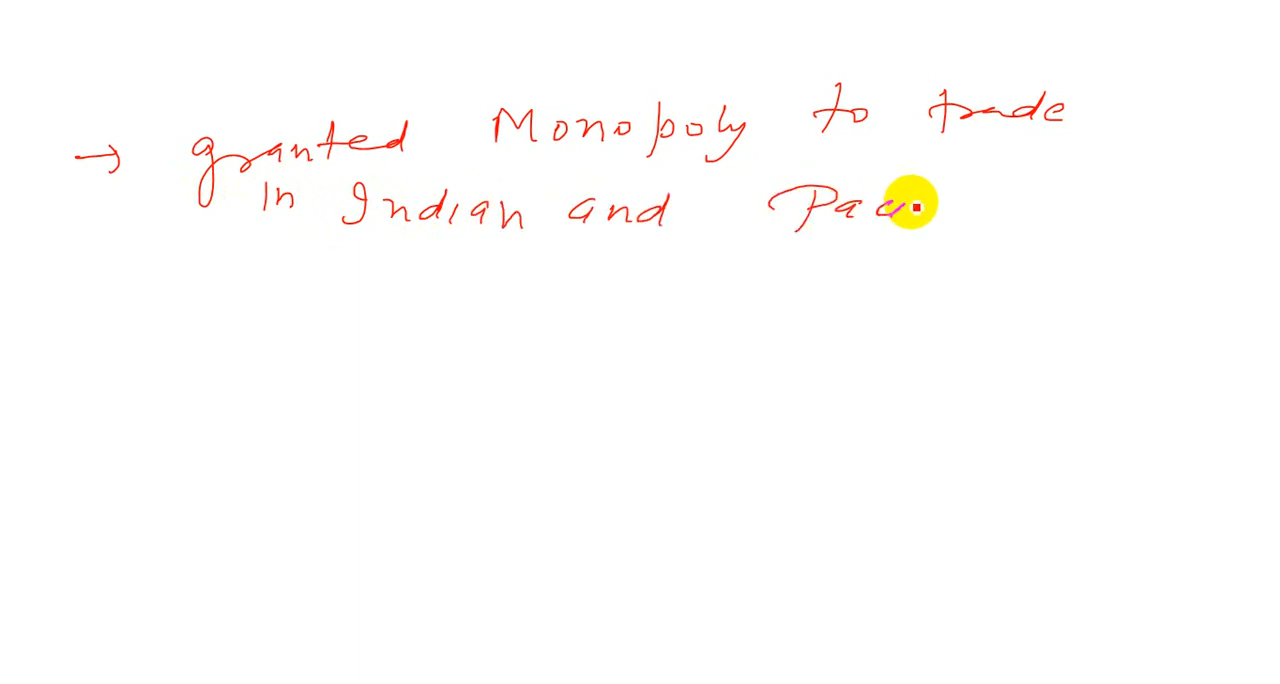 → granted Monopoly to trade
in Indian and Pac